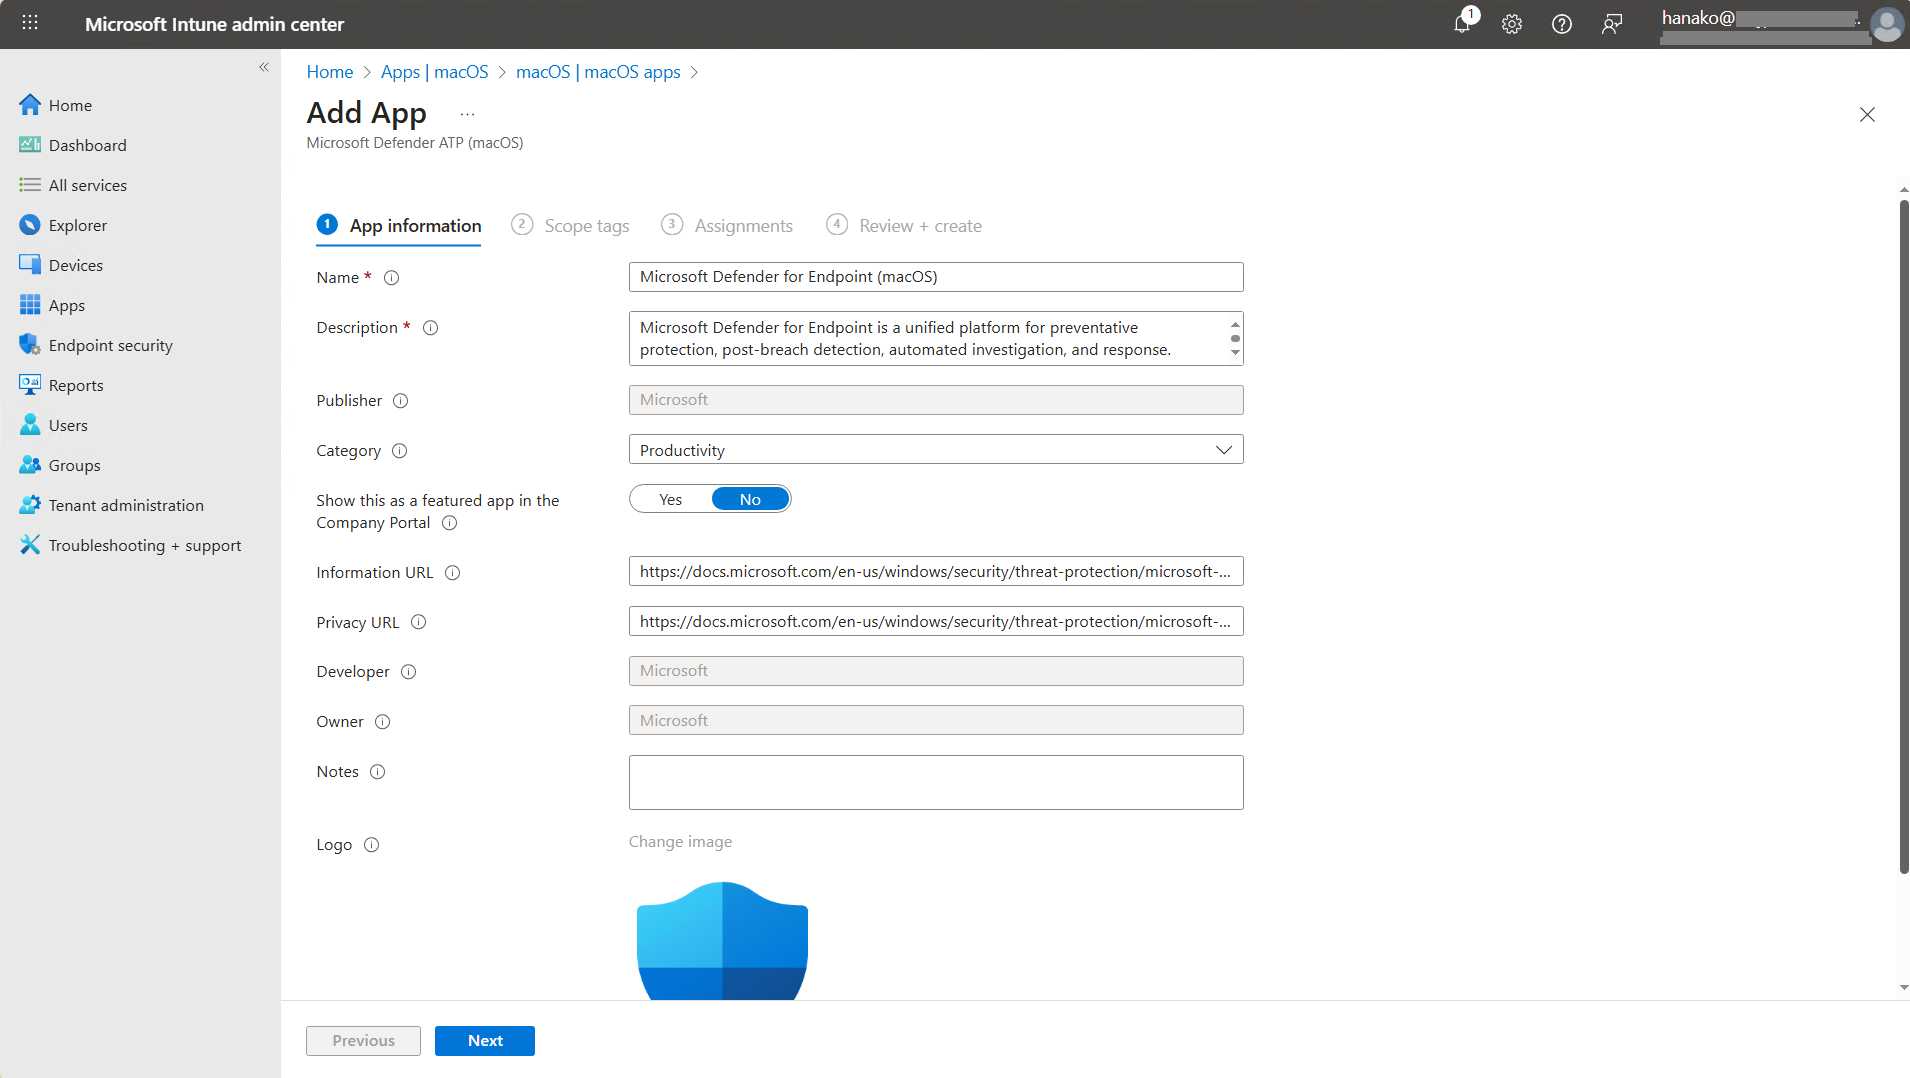 Microsoft Intune admin center
1
hanako@
Home
Dashboard
All services
Explorer
Devices
Apps
Endpoint security
Reports
Users
Groups
Tenant administration
Troubleshooting + support
Home > Apps | macOS > macOS | macOS apps >
Add App ...
Microsoft Defender ATP (macOS)
1 App information 2 Scope tags 3 Assignments 4 Review + create
Name * Microsoft Defender for Endpoint (macOS)
Description * Microsoft Defender for Endpoint is a unified platform for preventative
protection, post-breach detection, automated investigation, and response.
Publisher Microsoft
Category Productivity
Show this as a featured app in the
Company Portal
Yes No
Information URL https://docs.microsoft.com/en-us/windows/security/threat-protection/microsoft-...
Privacy URL https://docs.microsoft.com/en-us/windows/security/threat-protection/microsoft-...
Developer Microsoft
Owner Microsoft
Notes
Logo Change image
Previous Next